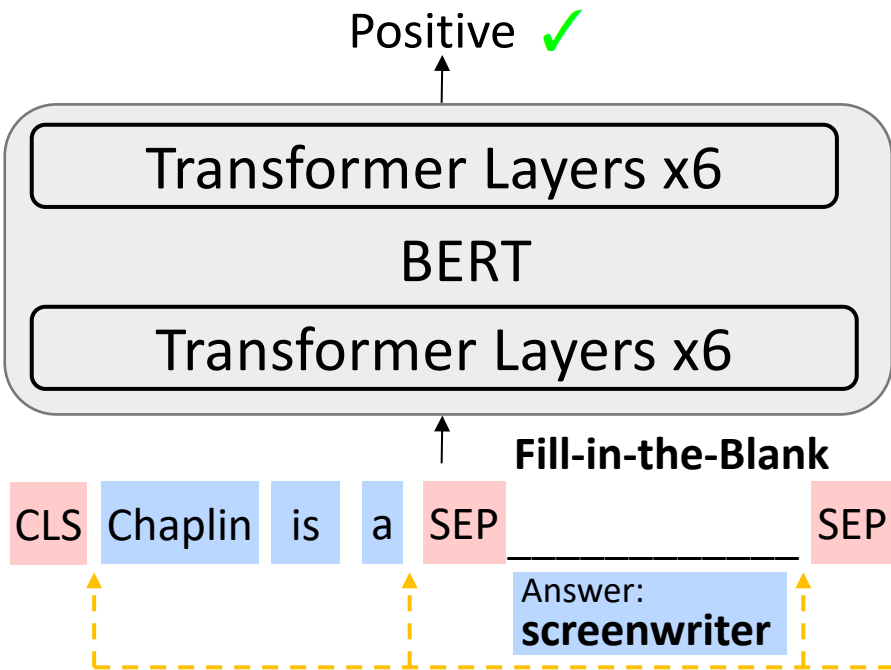 Positive ✓
Transformer Layers x6
BERT
Transformer Layers x6
Fill-in-the-Blank
CLS Chaplin is a SEP ____________ SEP
Answer:
screenwriter